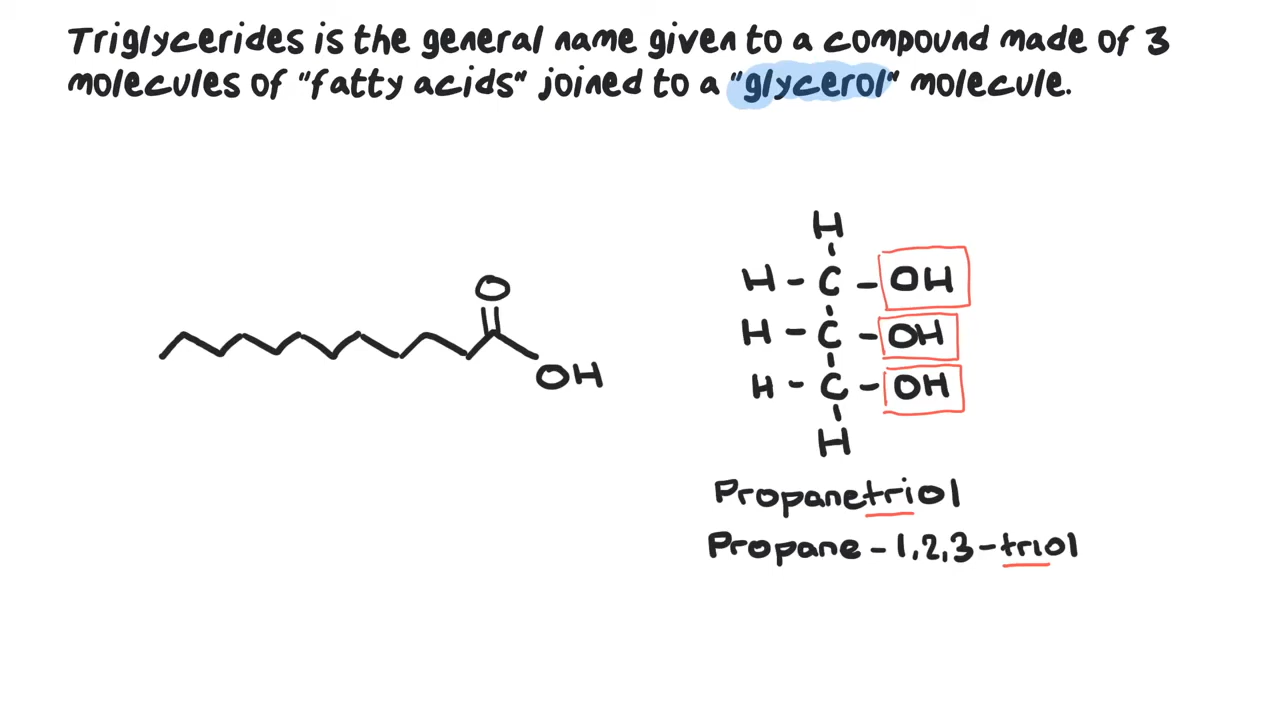 Triglycerides is the general name given to a compound made of 3
molecules of "fatty acids" joined to a "glycerol" molecule.
O
OH
H
H - C - OH
H - C - OH
H - C - OH
H
Propanetriol
Propane - 1,2,3 - triol